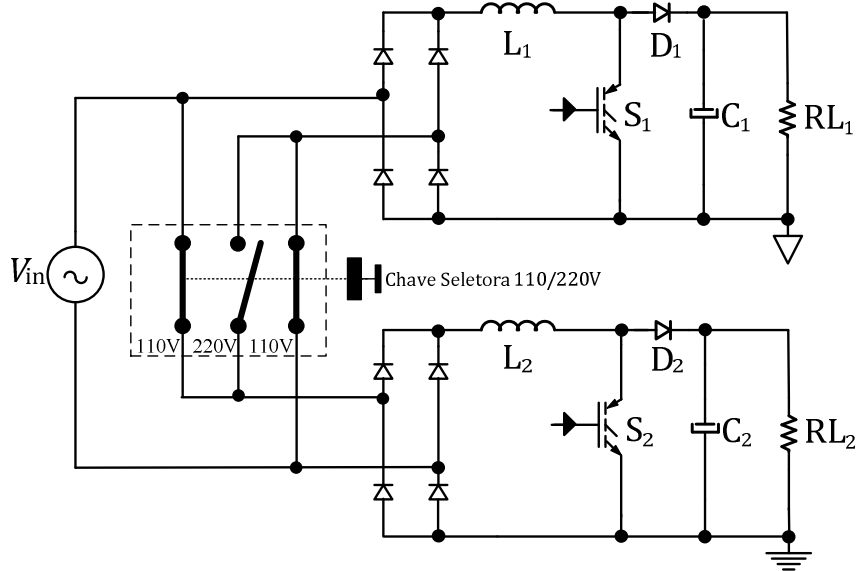 L₁
D₁
S₁
C₁
RL₁
Vin
Chave Seletora 110/220V
110V 220V 110V
L₂
D₂
S₂
C₂
RL₂